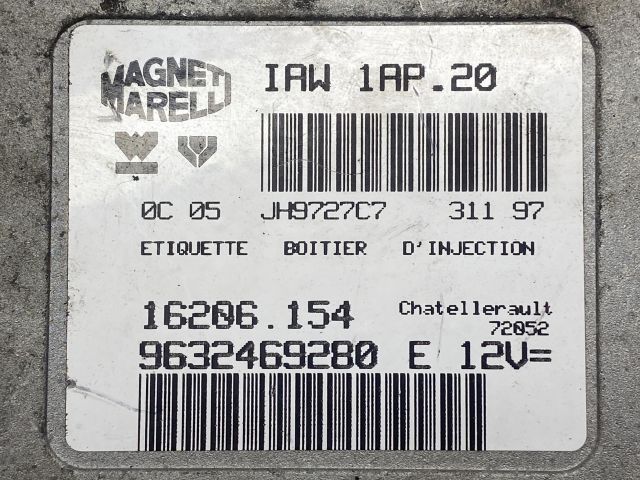 MAGNETI
MARELLI
IAW 1AP.20
0C 05 JH9727C7 311 97
ETIQUETTE BOITIER D'INJECTION
16206.154 Chatellerault
72052
9632469280 E 12V=